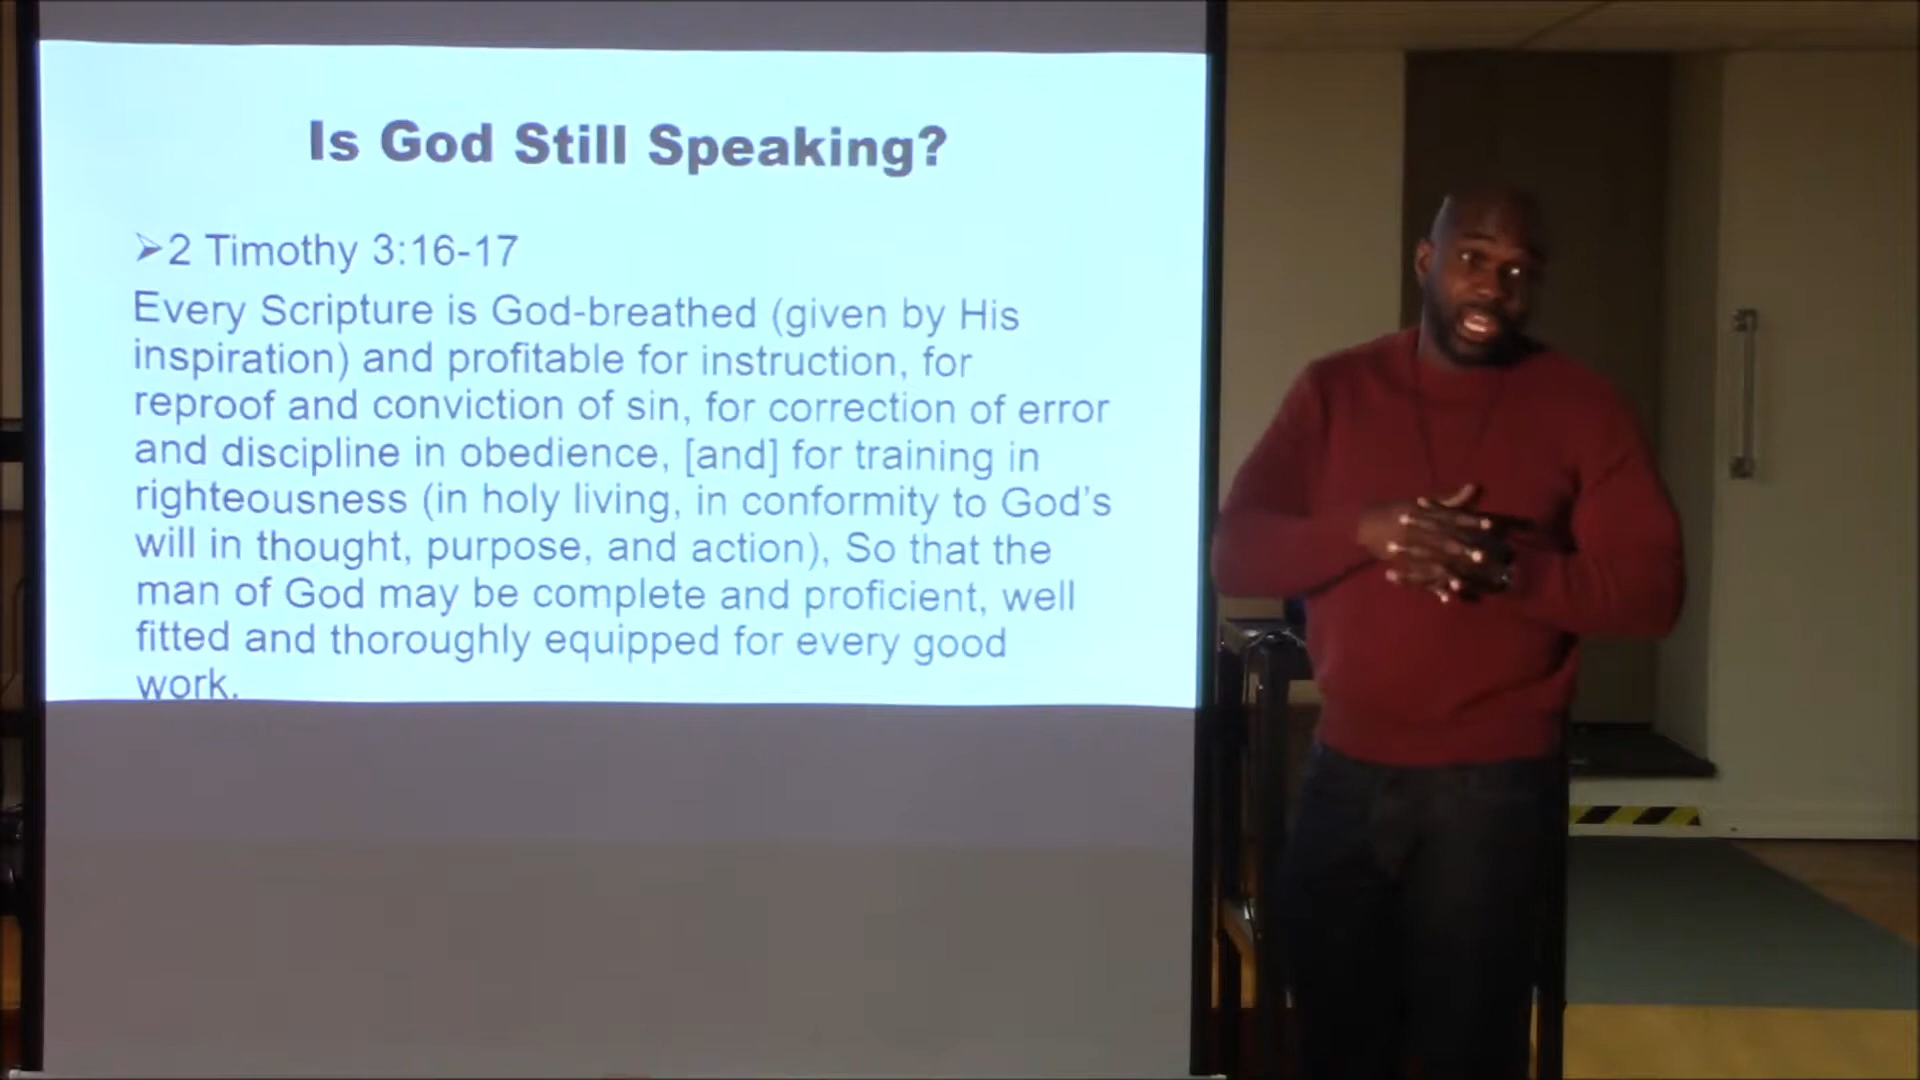 Is God Still Speaking?
➢2 Timothy 3:16-17
Every Scripture is God-breathed (given by His
inspiration) and profitable for instruction, for
reproof and conviction of sin, for correction of error
and discipline in obedience, [and] for training in
righteousness (in holy living, in conformity to God's
will in thought, purpose, and action), So that the
man of God may be complete and proficient, well
fitted and thoroughly equipped for every good
work.